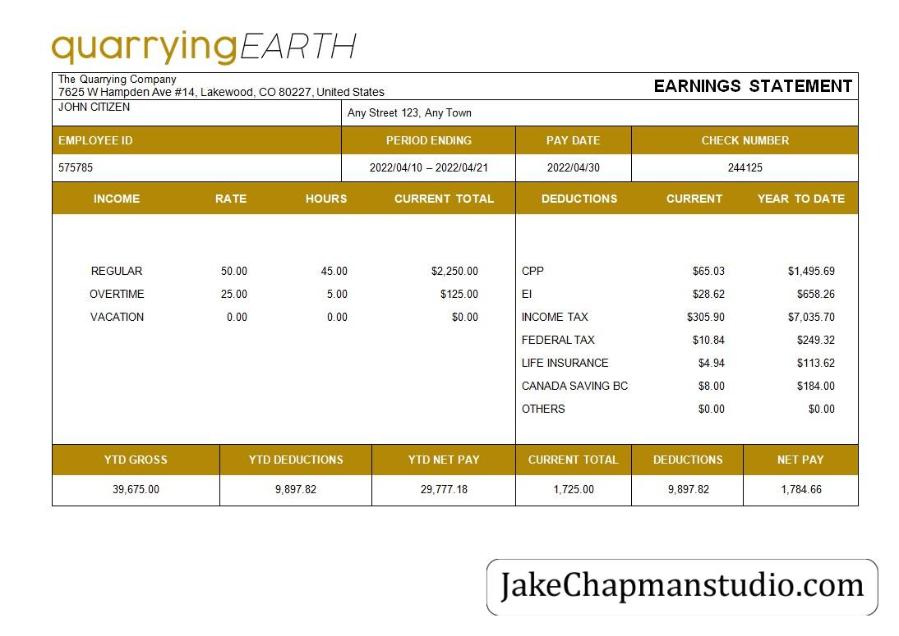 quarryingEARTH
The Quarrying Company
7625 W Hampden Ave #14, Lakewood, CO 80227, United States
EARNINGS STATEMENT
JOHN CITIZEN
Any Street 123, Any Town
EMPLOYEE ID PERIOD ENDING PAY DATE CHECK NUMBER
575785 2022/04/10 – 2022/04/21 2022/04/30 244125
INCOME RATE HOURS CURRENT TOTAL DEDUCTIONS CURRENT YEAR TO DATE
REGULAR 50.00 45.00 $2,250.00 CPP $65.03 $1,495.69
OVERTIME 25.00 5.00 $125.00 EI $28.62 $658.26
VACATION 0.00 0.00 $0.00 INCOME TAX $305.90 $7,035.70
FEDERAL TAX $10.84 $249.32
LIFE INSURANCE $4.94 $113.62
CANADA SAVING BC $8.00 $184.00
OTHERS $0.00 $0.00
YTD GROSS YTD DEDUCTIONS YTD NET PAY CURRENT TOTAL DEDUCTIONS NET PAY
39,675.00 9,897.82 29,777.18 1,725.00 9,897.82 1,784.66
JakeChapmanstudio.com